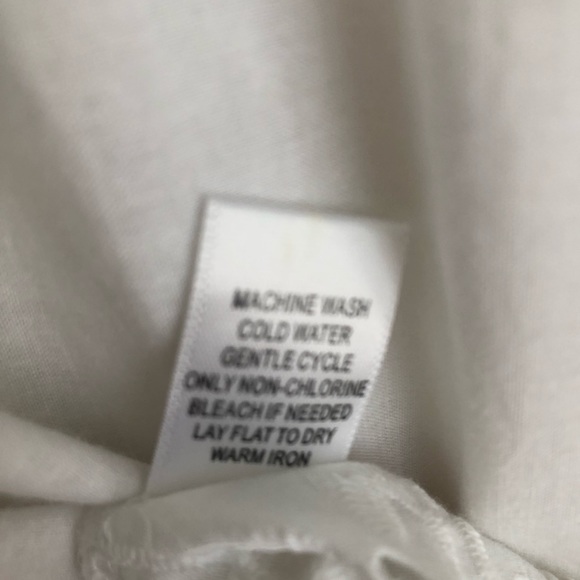 MACHINE WASH
COLD WATER
GENTLE CYCLE
ONLY NON-CHLORINE
BLEACH IF NEEDED
LAY FLAT TO DRY
WARM IRON